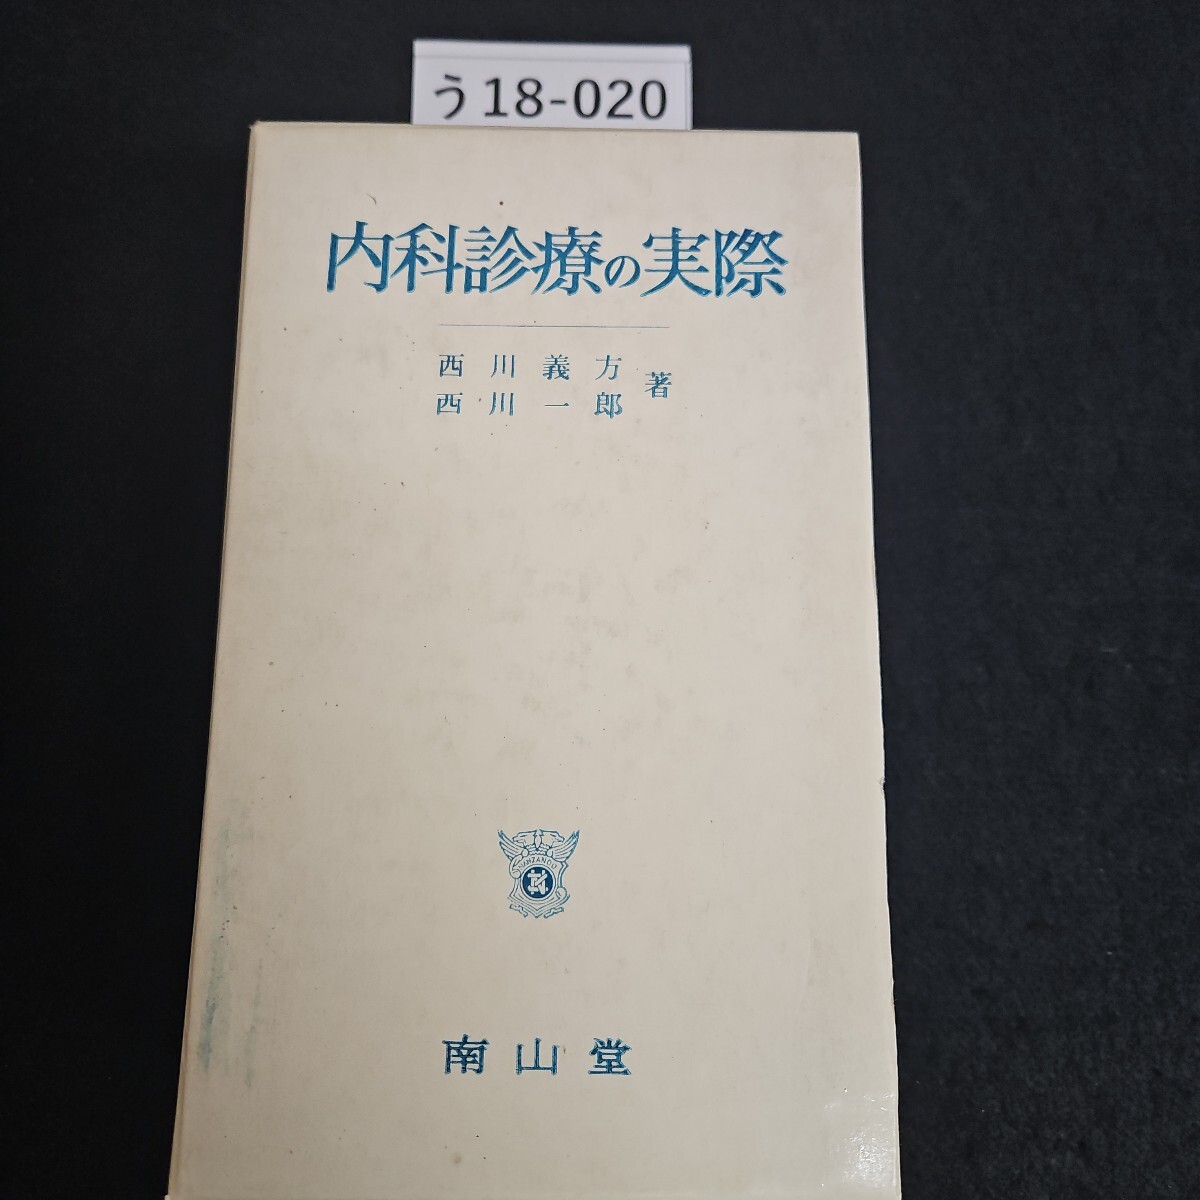 う18-020
内科診療の実際
西川義方
西川一郎
著
NANZANDO
南山堂